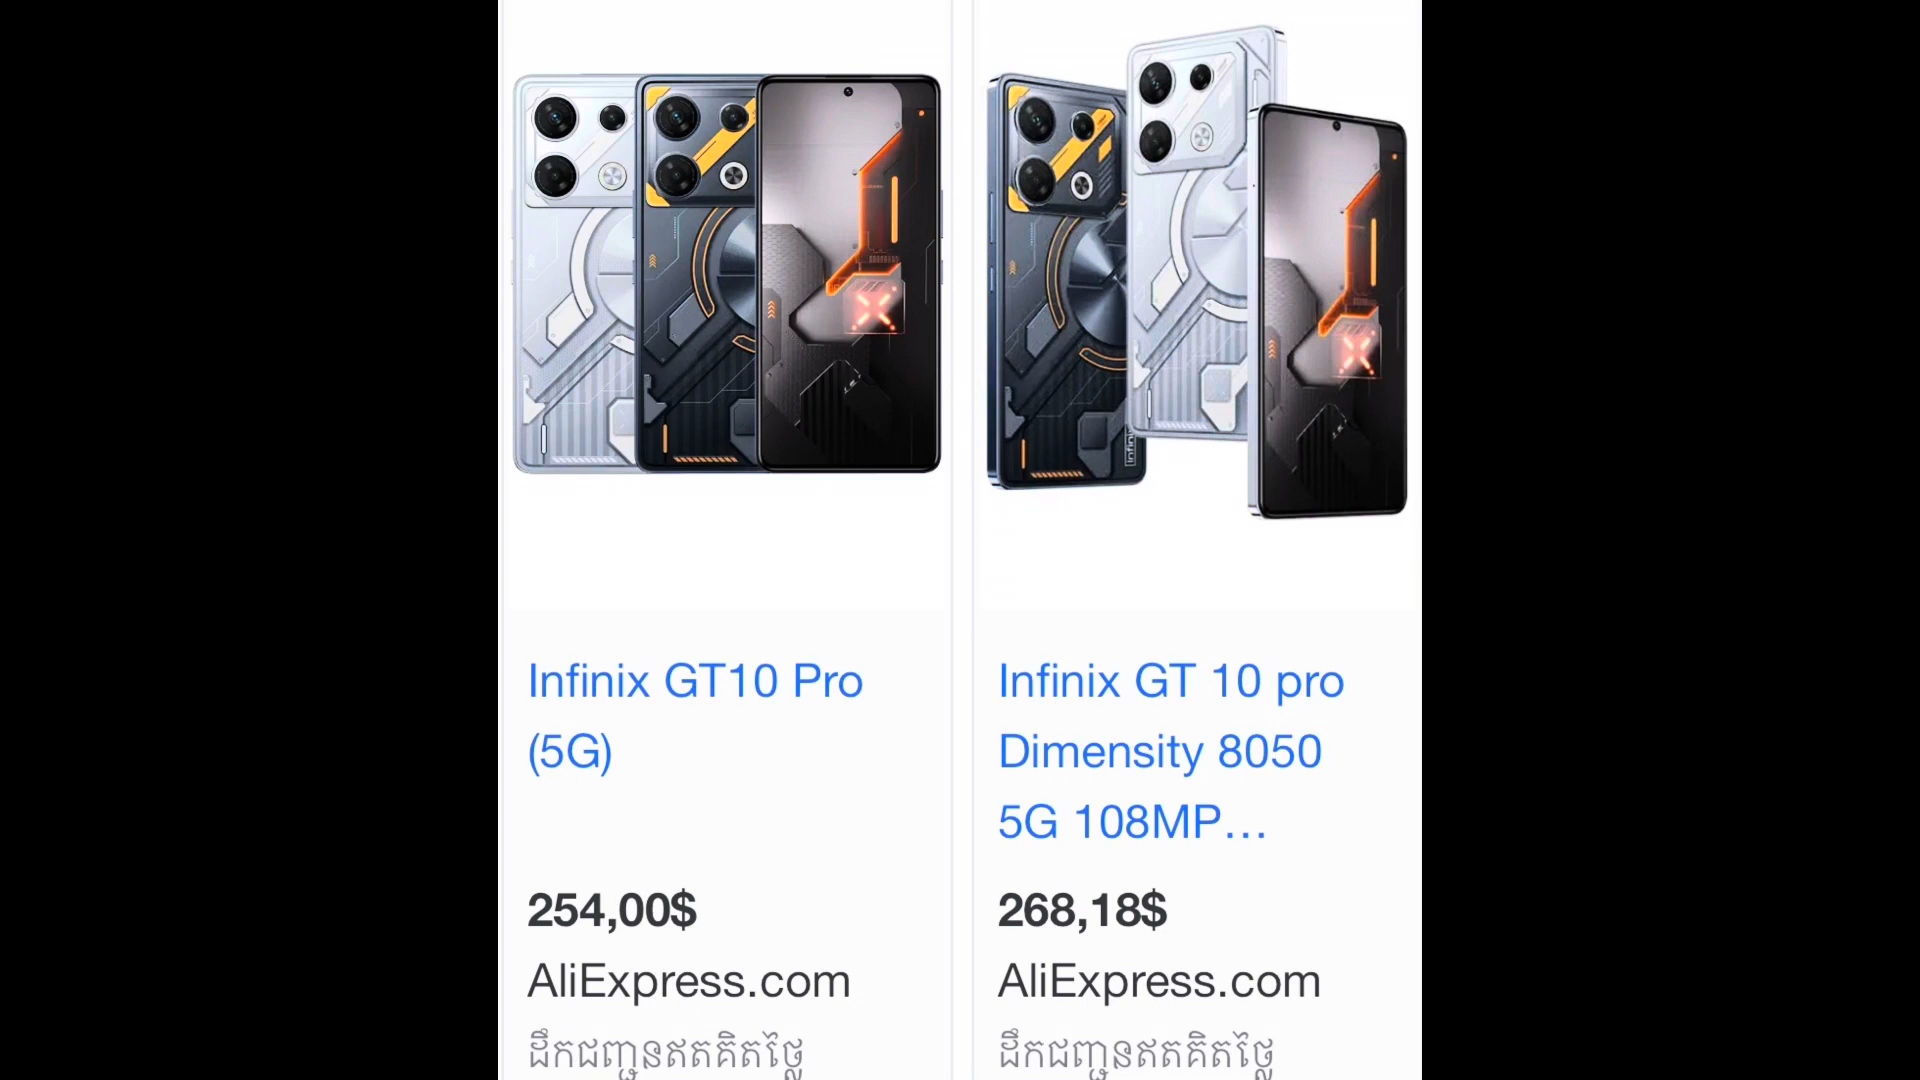 Infinix
Infinix GT10 Pro
(5G)
254,00$
AliExpress.com
ដឹកជញ្ជូនឥតគិតថ្លៃ
Infinix GT 10 pro
Dimensity 8050
5G 108MP...
268,18$
AliExpress.com
ដឹកជញ្ជូនឥតគិតថ្លៃ